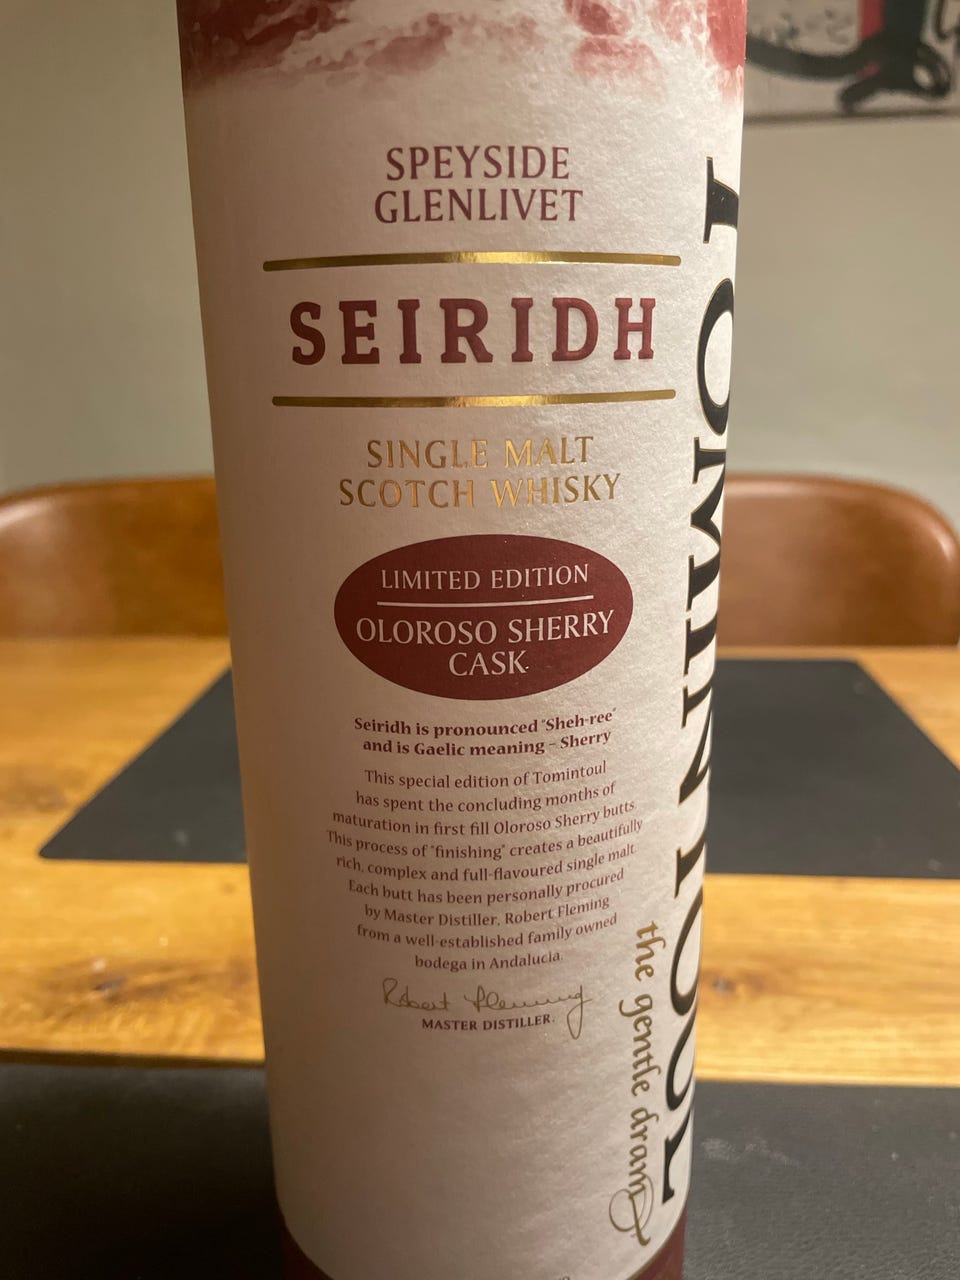 SPEYSIDE
GLENLIVET
SEIRIDH
SINGLE MALT
SCOTCH WHISKY
LIMITED EDITION
OLOROSO SHERRY
CASK
Seiridh is pronounced "Sheh-ree"
and is Gaelic meaning – Sherry
This special edition of Tomintoul
has spent the concluding months of
maturation in first fill Oloroso Sherry butts.
This process of "finishing" creates a beautifully
rich, complex and full-flavoured single malt.
Each butt has been personally procured
by Master Distiller, Robert Fleming
from a well-established family owned
bodega in Andalucia.
Robert Fleming
MASTER DISTILLER.
TOMINTOUL
the gentle dram